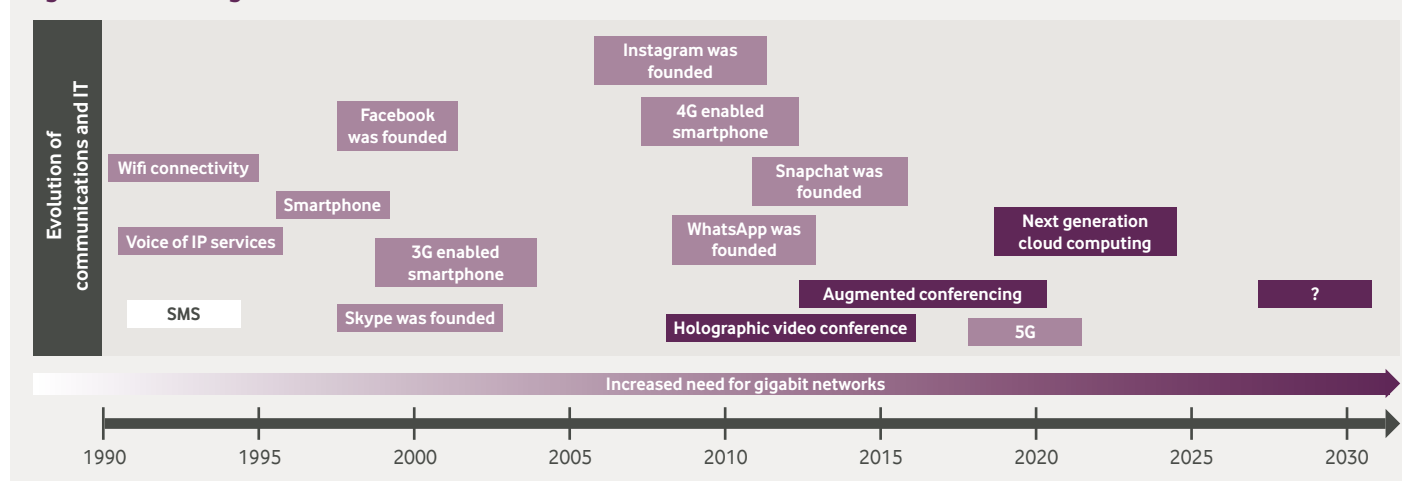 Evolution of
communications and IT
Instagram was
founded
Facebook
was founded
4G enabled
smartphone
Wifi connectivity
Snapchat was
founded
Smartphone
Voice of IP services
3G enabled
smartphone
WhatsApp was
founded
Next generation
cloud computing
SMS
Skype was founded
Augmented conferencing
?
Holographic video conference
5G
Increased need for gigabit networks
1990 1995 2000 2005 2010 2015 2020 2025 2030